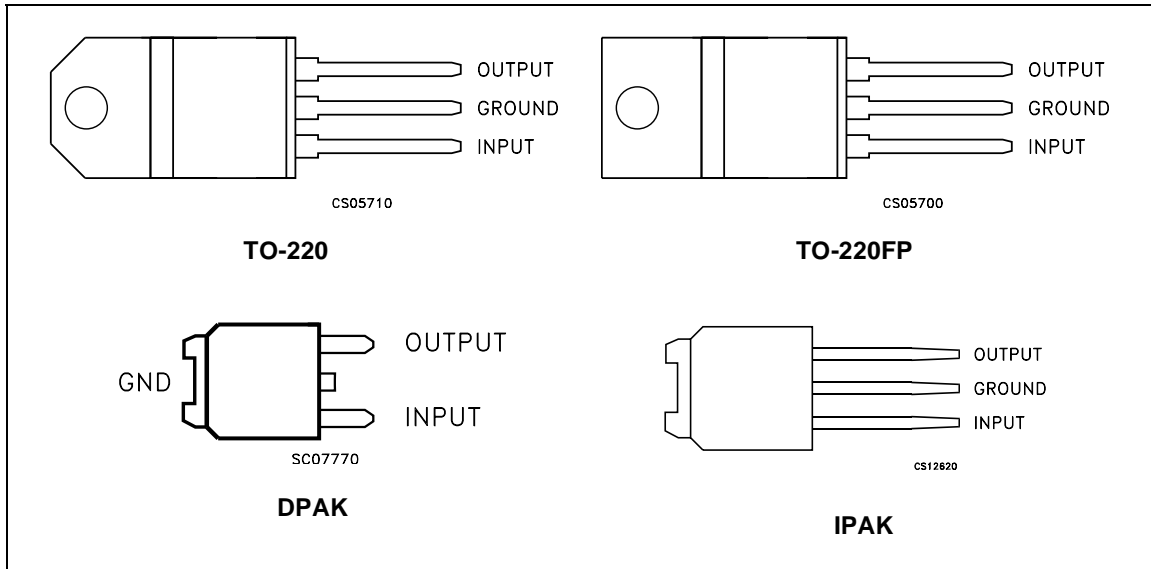 OUTPUT
GROUND
INPUT
CS05710
TO-220
OUTPUT
GROUND
INPUT
CS05700
TO-220FP
GND
OUTPUT
INPUT
SC07770
DPAK
OUTPUT
GROUND
INPUT
CS12620
IPAK